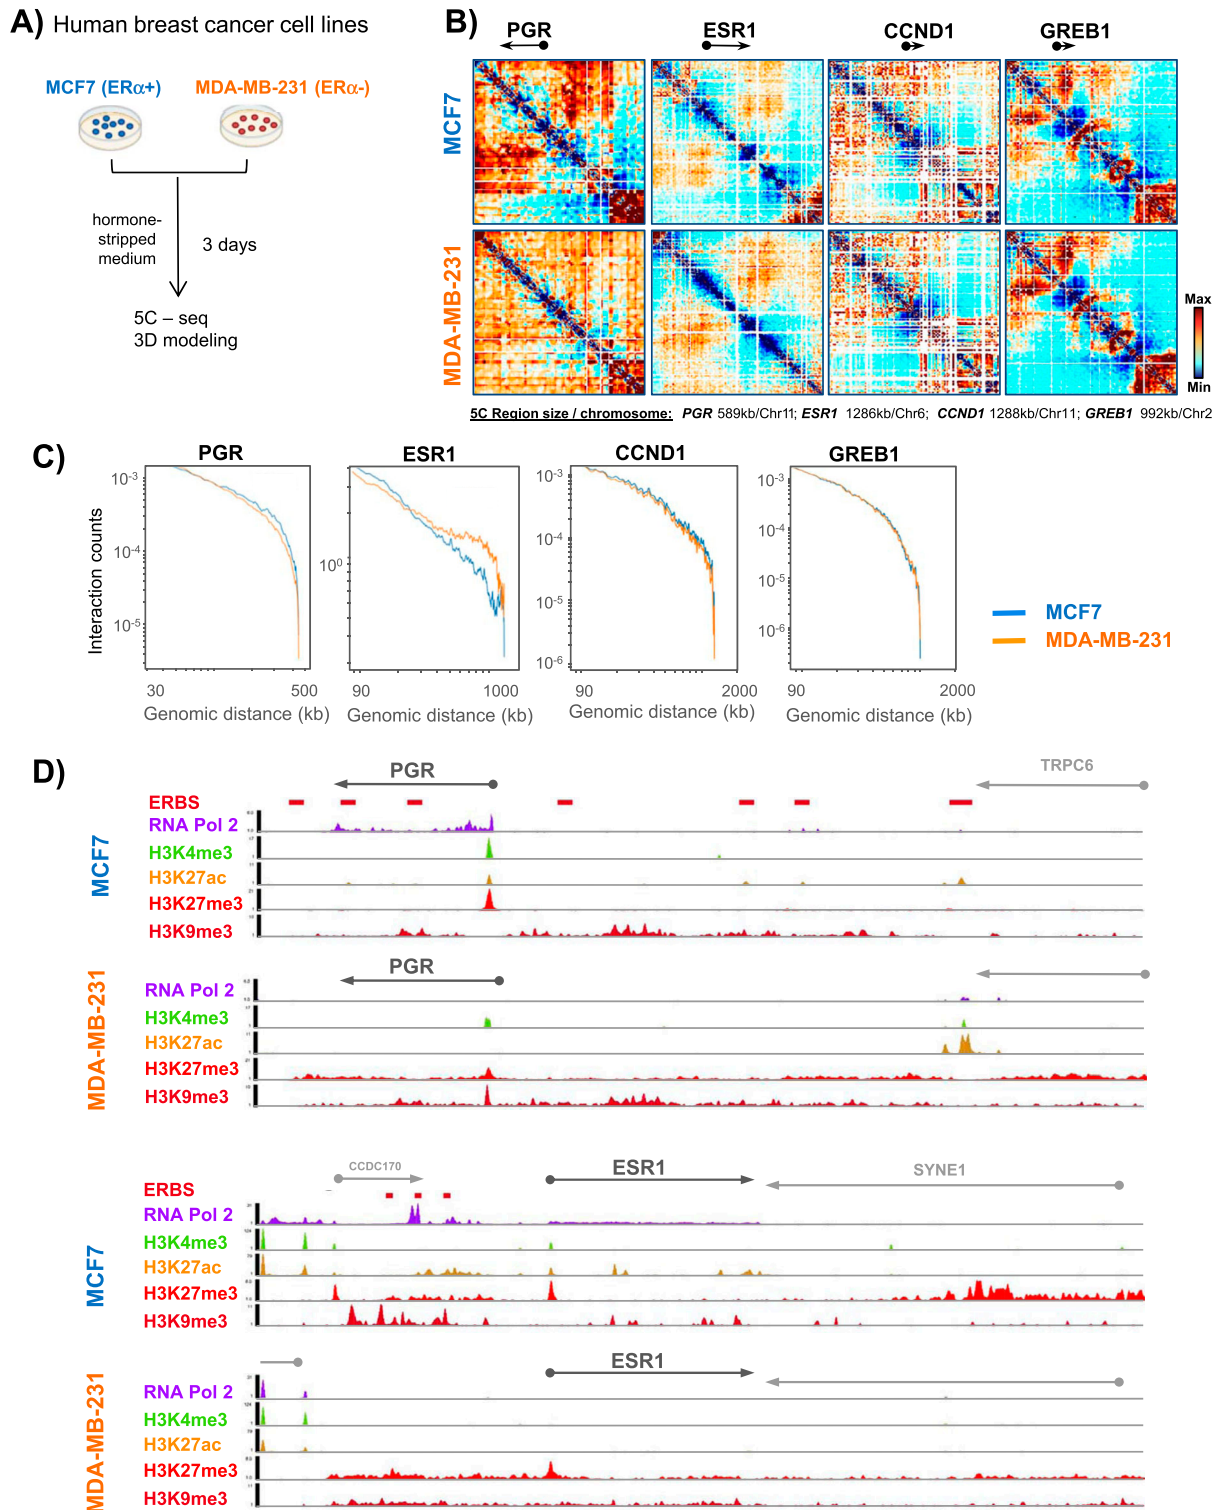 A) Human breast cancer cell lines
MCF7 (ERα+) MDA-MB-231 (ERα-)
hormone-
stripped
medium
3 days
5C – seq
3D modeling
B)
PGR ESR1 CCND1 GREB1
MCF7
MDA-MB-231
Max
Min
5C Region size / chromosome: PGR 589kb/Chr11; ESR1 1286kb/Chr6; CCND1 1288kb/Chr11; GREB1 992kb/Chr2
C)
PGR ESR1 CCND1 GREB1
Interaction counts
10-3
10-4
10-5
30 500
Genomic distance (kb)
100
90 1000
Genomic distance (kb)
10-3
10-4
10-5
10-6
90 2000
Genomic distance (kb)
10-3
10-4
10-5
10-6
90 2000
Genomic distance (kb)
MCF7
MDA-MB-231
D)
PGR TRPC6
MCF7
ERBS
RNA Pol 2
H3K4me3
H3K27ac
H3K27me3
H3K9me3
PGR
MDA-MB-231
RNA Pol 2
H3K4me3
H3K27ac
H3K27me3
H3K9me3
CCDC170 ESR1 SYNE1
MCF7
ERBS
RNA Pol 2
H3K4me3
H3K27ac
H3K27me3
H3K9me3
ESR1
MDA-MB-231
RNA Pol 2
H3K4me3
H3K27ac
H3K27me3
H3K9me3